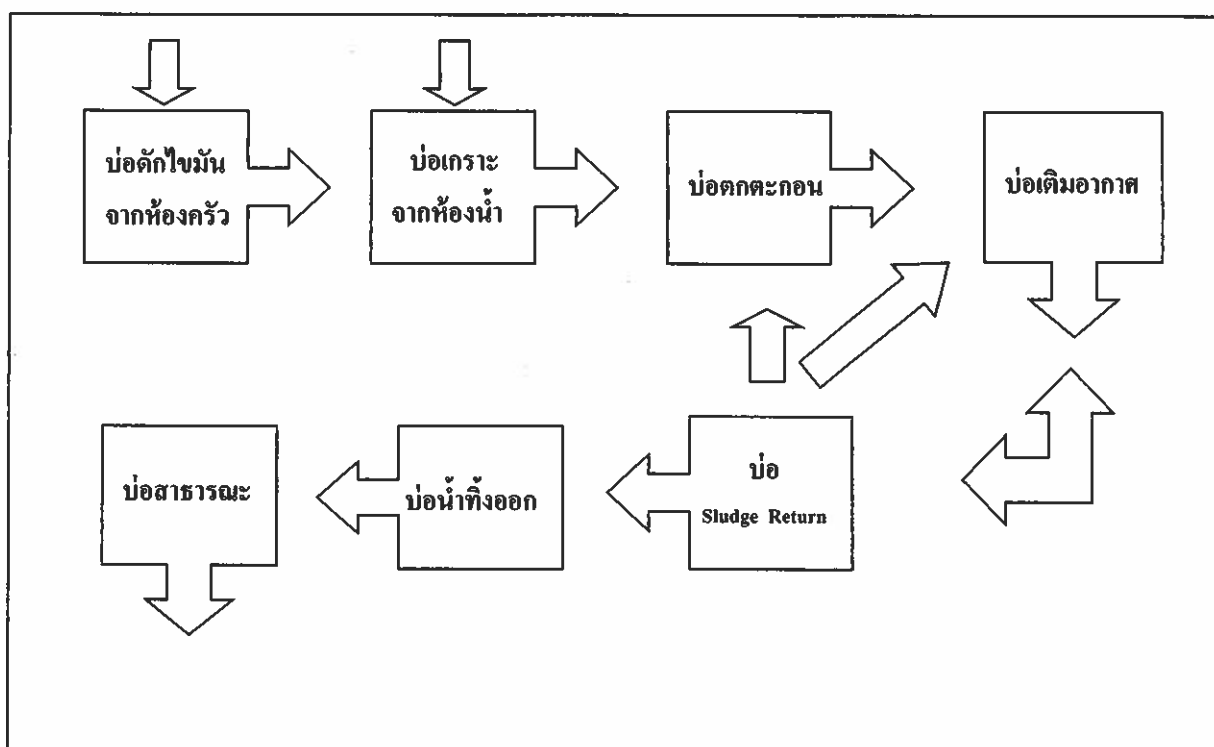 บ่อดักไขมัน
จากห้องครัว
บ่อเกราะ
จากห้องน้ำ
บ่อตกตะกอน
บ่อเติมอากาศ
บ่อสาธารณะ
บ่อน้ำทิ้งออก
บ่อ
Sludge Return